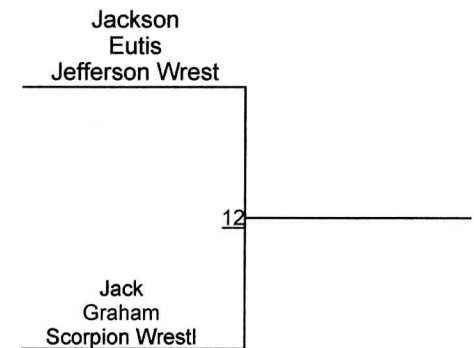 Jackson
Eutis
Jefferson Wrest
12
Jack
Graham
Scorpion Wrestl